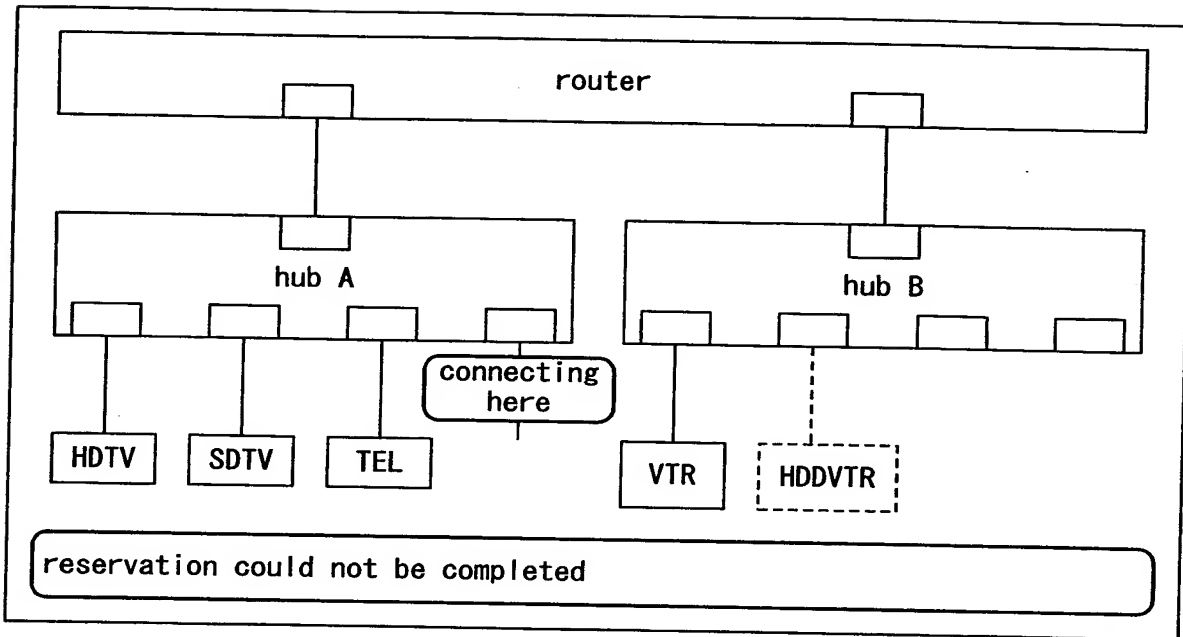 router
hub A
hub B
connecting
here
HDTV
SDTV
TEL
VTR
HDDVTR
reservation could not be completed